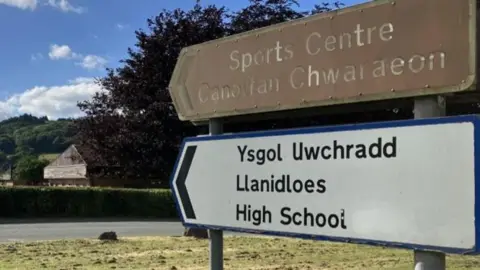 Sports Centre
Canolfan Chwaraeon
Ysgol Uwchradd
Llanidloes
High School